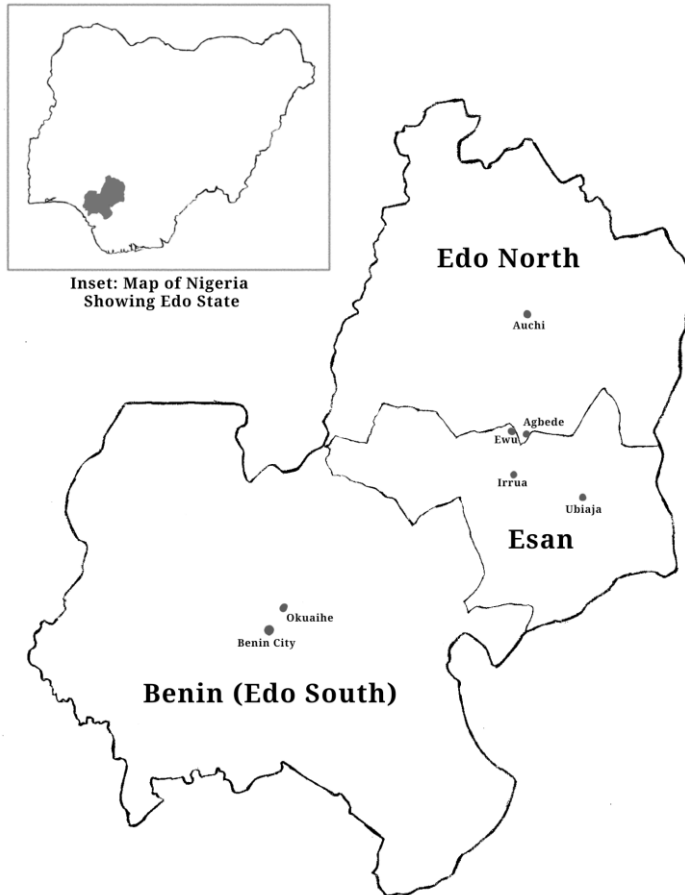 Inset: Map of Nigeria
Showing Edo State
Edo North
Auchi
Agbede
Ewu
Irrua
Ubiaja
Esan
Okuaihe
Benin City
Benin (Edo South)